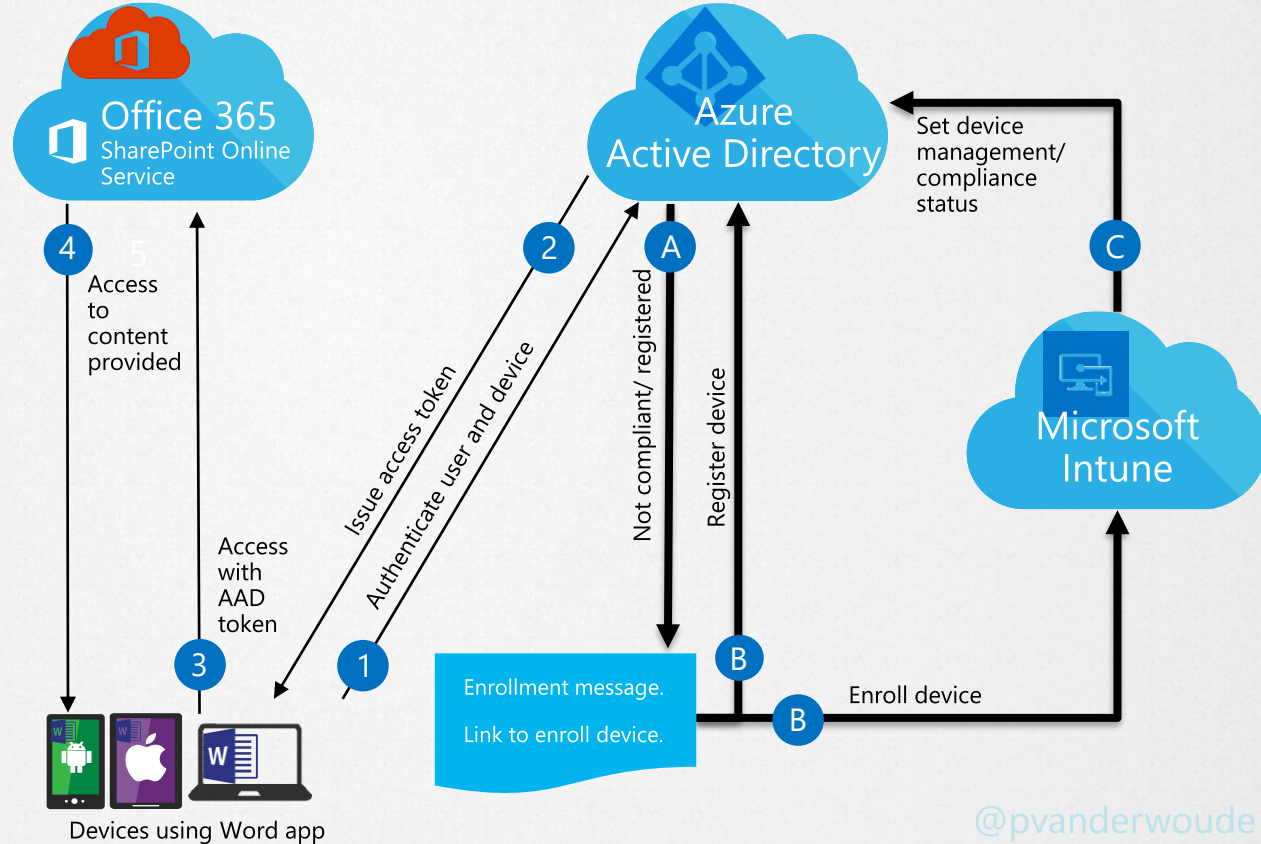 Office 365
SharePoint Online
Service
Azure
Active Directory
Set device
management/
compliance
status
4
5
2
A
C
Access
to
content
provided
Issue access token
Authenticate user and device
Not compliant/ registered
Register device
Microsoft
Intune
Access
with
AAD
token
3
1
B
Enrollment message.
Link to enroll device.
B
Enroll device
W
W
W
Devices using Word app
@pvanderwoude